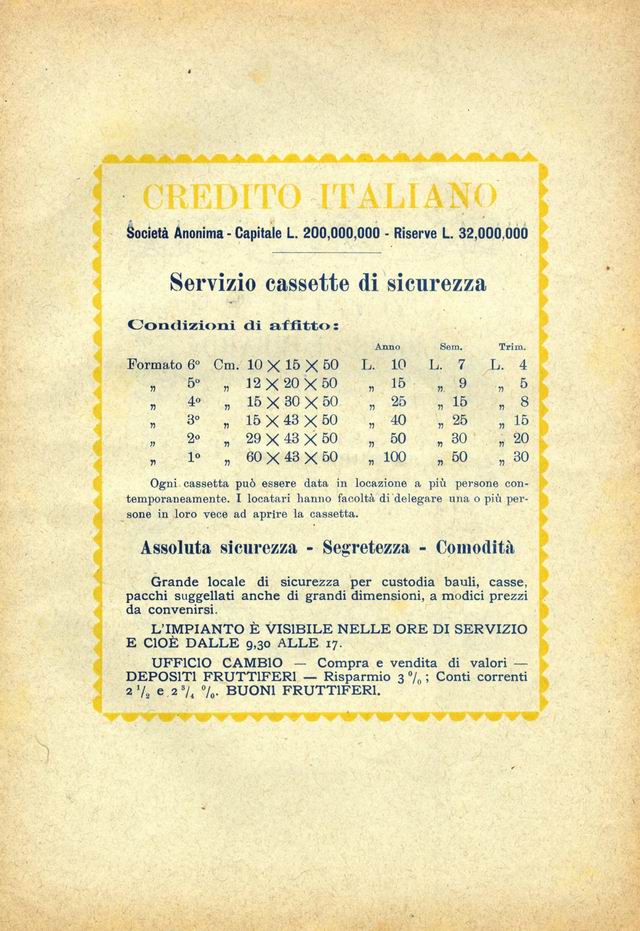 CREDITO ITALIANO
Società Anonima - Capitale L. 200,000,000 - Riserve L. 32,000,000
Servizio cassette di sicurezza
Condizioni di affitto:
Anno Sem. Trim.
Formato 6º Cm. 10 × 15 × 50 L. 10 L. 7 L. 4
„ 5º „ 12 × 20 × 50 „ 15 „ 9 „ 5
„ 4º „ 15 × 30 × 50 „ 25 „ 15 „ 8
„ 3º „ 15 × 43 × 50 „ 40 „ 25 „ 15
„ 2º „ 29 × 43 × 50 „ 50 „ 30 „ 20
„ 1º „ 60 × 43 × 50 „ 100 „ 50 „ 30
Ogni cassetta può essere data in locazione a più persone con-
temporaneamente. I locatari hanno facoltà di delegare una o più per-
sone in loro vece ad aprire la cassetta.
Assoluta sicurezza - Segretezza - Comodità
Grande locale di sicurezza per custodia bauli, casse,
pacchi suggellati anche di grandi dimensioni, a modici prezzi
da convenirsi.
L'IMPIANTO È VISIBILE NELLE ORE DI SERVIZIO
E CIOÈ DALLE 9,30 ALLE 17.
UFFICIO CAMBIO — Compra e vendita di valori —
DEPOSITI FRUTTIFERI — Risparmio 3 %; Conti correnti
2 1/2 e 2 3/4 %. BUONI FRUTTIFERI.